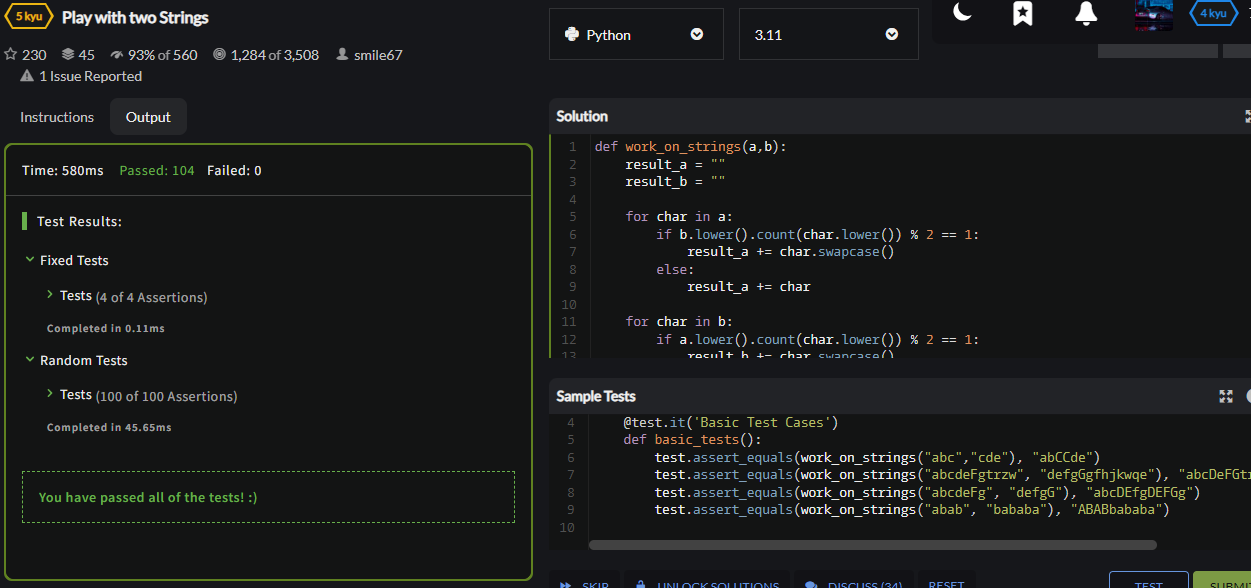 5 kyu Play with two Strings
230 45 93% of 560 1,284 of 3,508 smile67
1 Issue Reported
Instructions Output
Time: 580ms Passed: 104 Failed: 0
Test Results:
Fixed Tests
Tests (4 of 4 Assertions)
Completed in 0.11ms
Random Tests
Tests (100 of 100 Assertions)
Completed in 45.65ms
You have passed all of the tests! :)
Python 3.11
4 kyu
Solution
1 def work_on_strings(a,b):
2 result_a = ""
3 result_b = ""
4
5 for char in a:
6 if b.lower().count(char.lower()) % 2 == 1:
7 result_a += char.swapcase()
8 else:
9 result_a += char
10
11 for char in b:
12 if a.lower().count(char.lower()) % 2 == 1:
13 result_b += char.swapcase()
Sample Tests
4 @test.it('Basic Test Cases')
5 def basic_tests():
6 test.assert_equals(work_on_strings("abc","cde"), "abCCde")
7 test.assert_equals(work_on_strings("abcdeFgtrzw", "defgGgfhjkwqe"), "abcDeFGtr
8 test.assert_equals(work_on_strings("abcdeFg", "defgG"), "abcDEfgDEFGg")
9 test.assert_equals(work_on_strings("abab", "bababa"), "ABABbababa")
10
SKIP UNLOCK SOLUTIONS DISCUSS (34) RESET TEST SUBMI